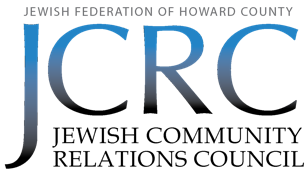 JEWISH FEDERATION OF HOWARD COUNTY
JCRC
JEWISH COMMUNITY
RELATIONS COUNCIL